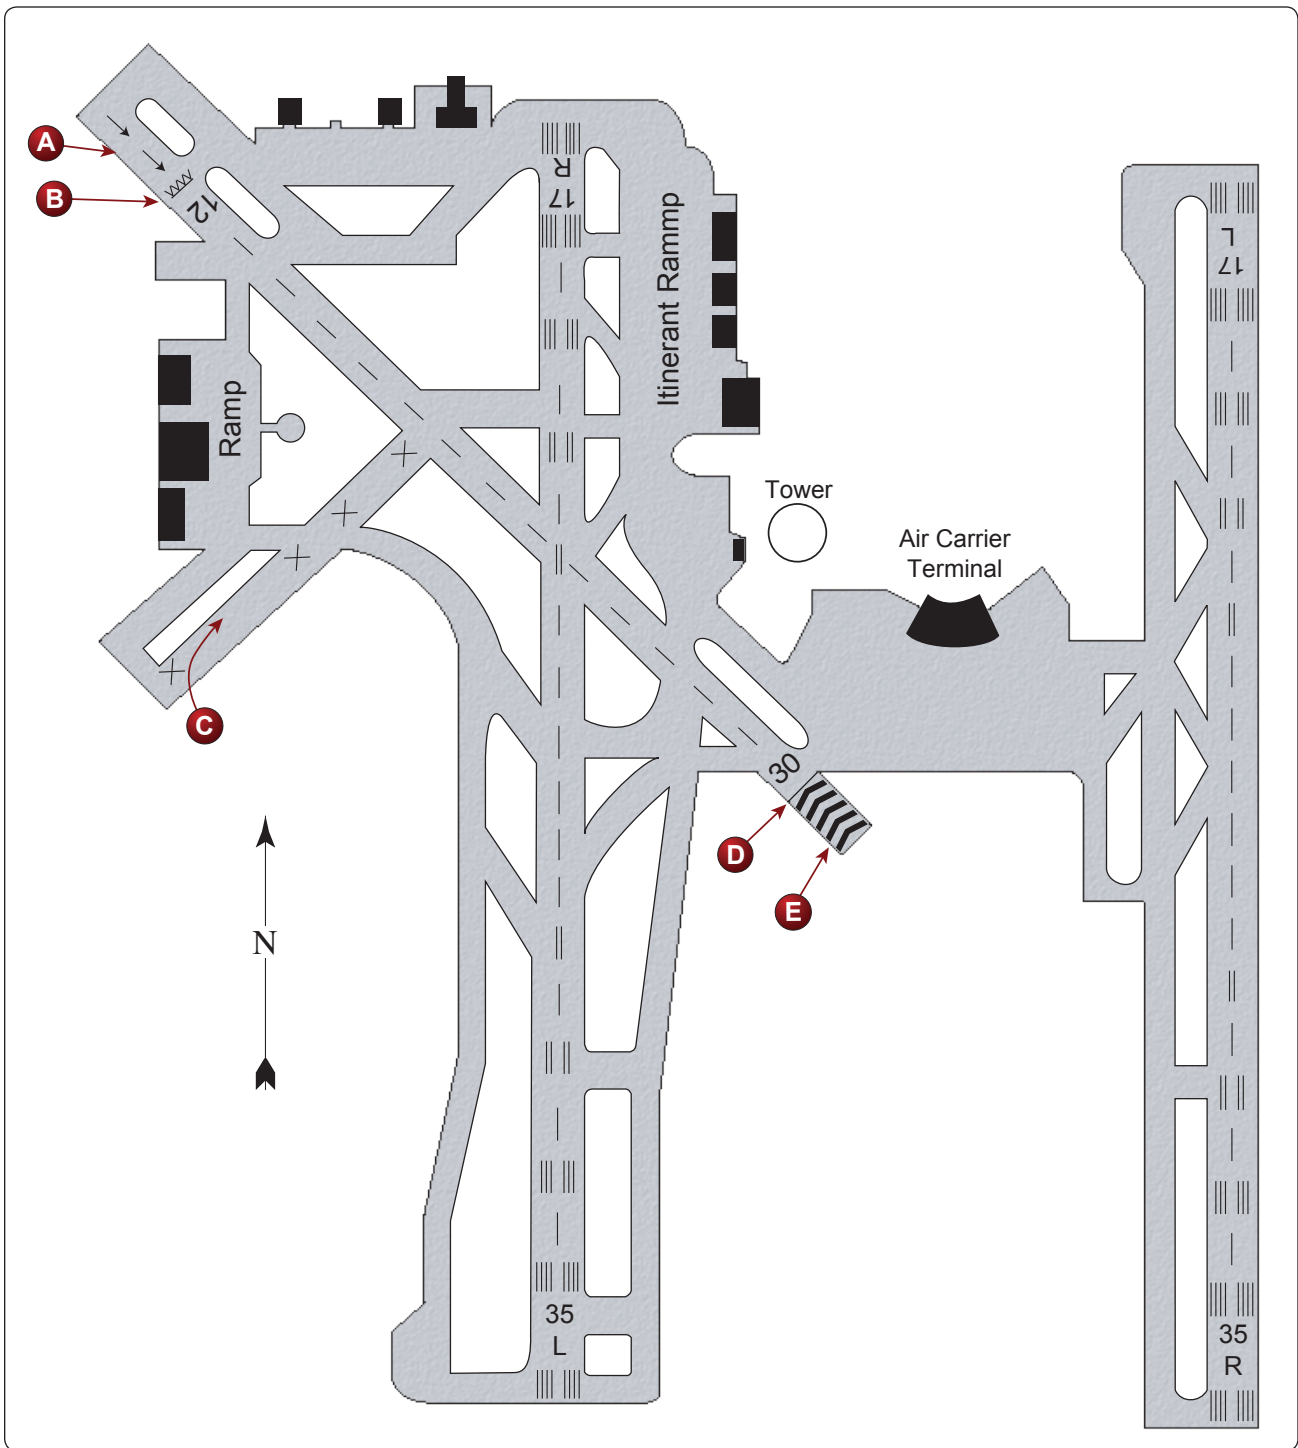 A
B
12
R
17
Itinerant Rammp
L
17
Ramp
Tower
Air Carrier
Terminal
C
30
D
E
N
35
L
35
R